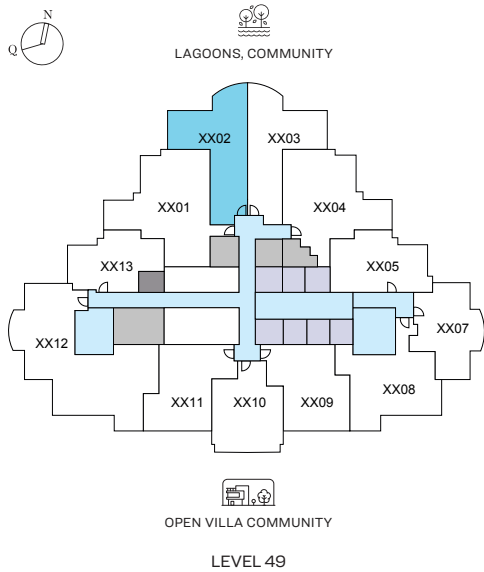 N
Q
LAGOONS, COMMUNITY
XX02
XX03
XX01
XX04
XX13
XX05
XX12
XX07
XX08
XX11
XX10
XX09
OPEN VILLA COMMUNITY
LEVEL 49